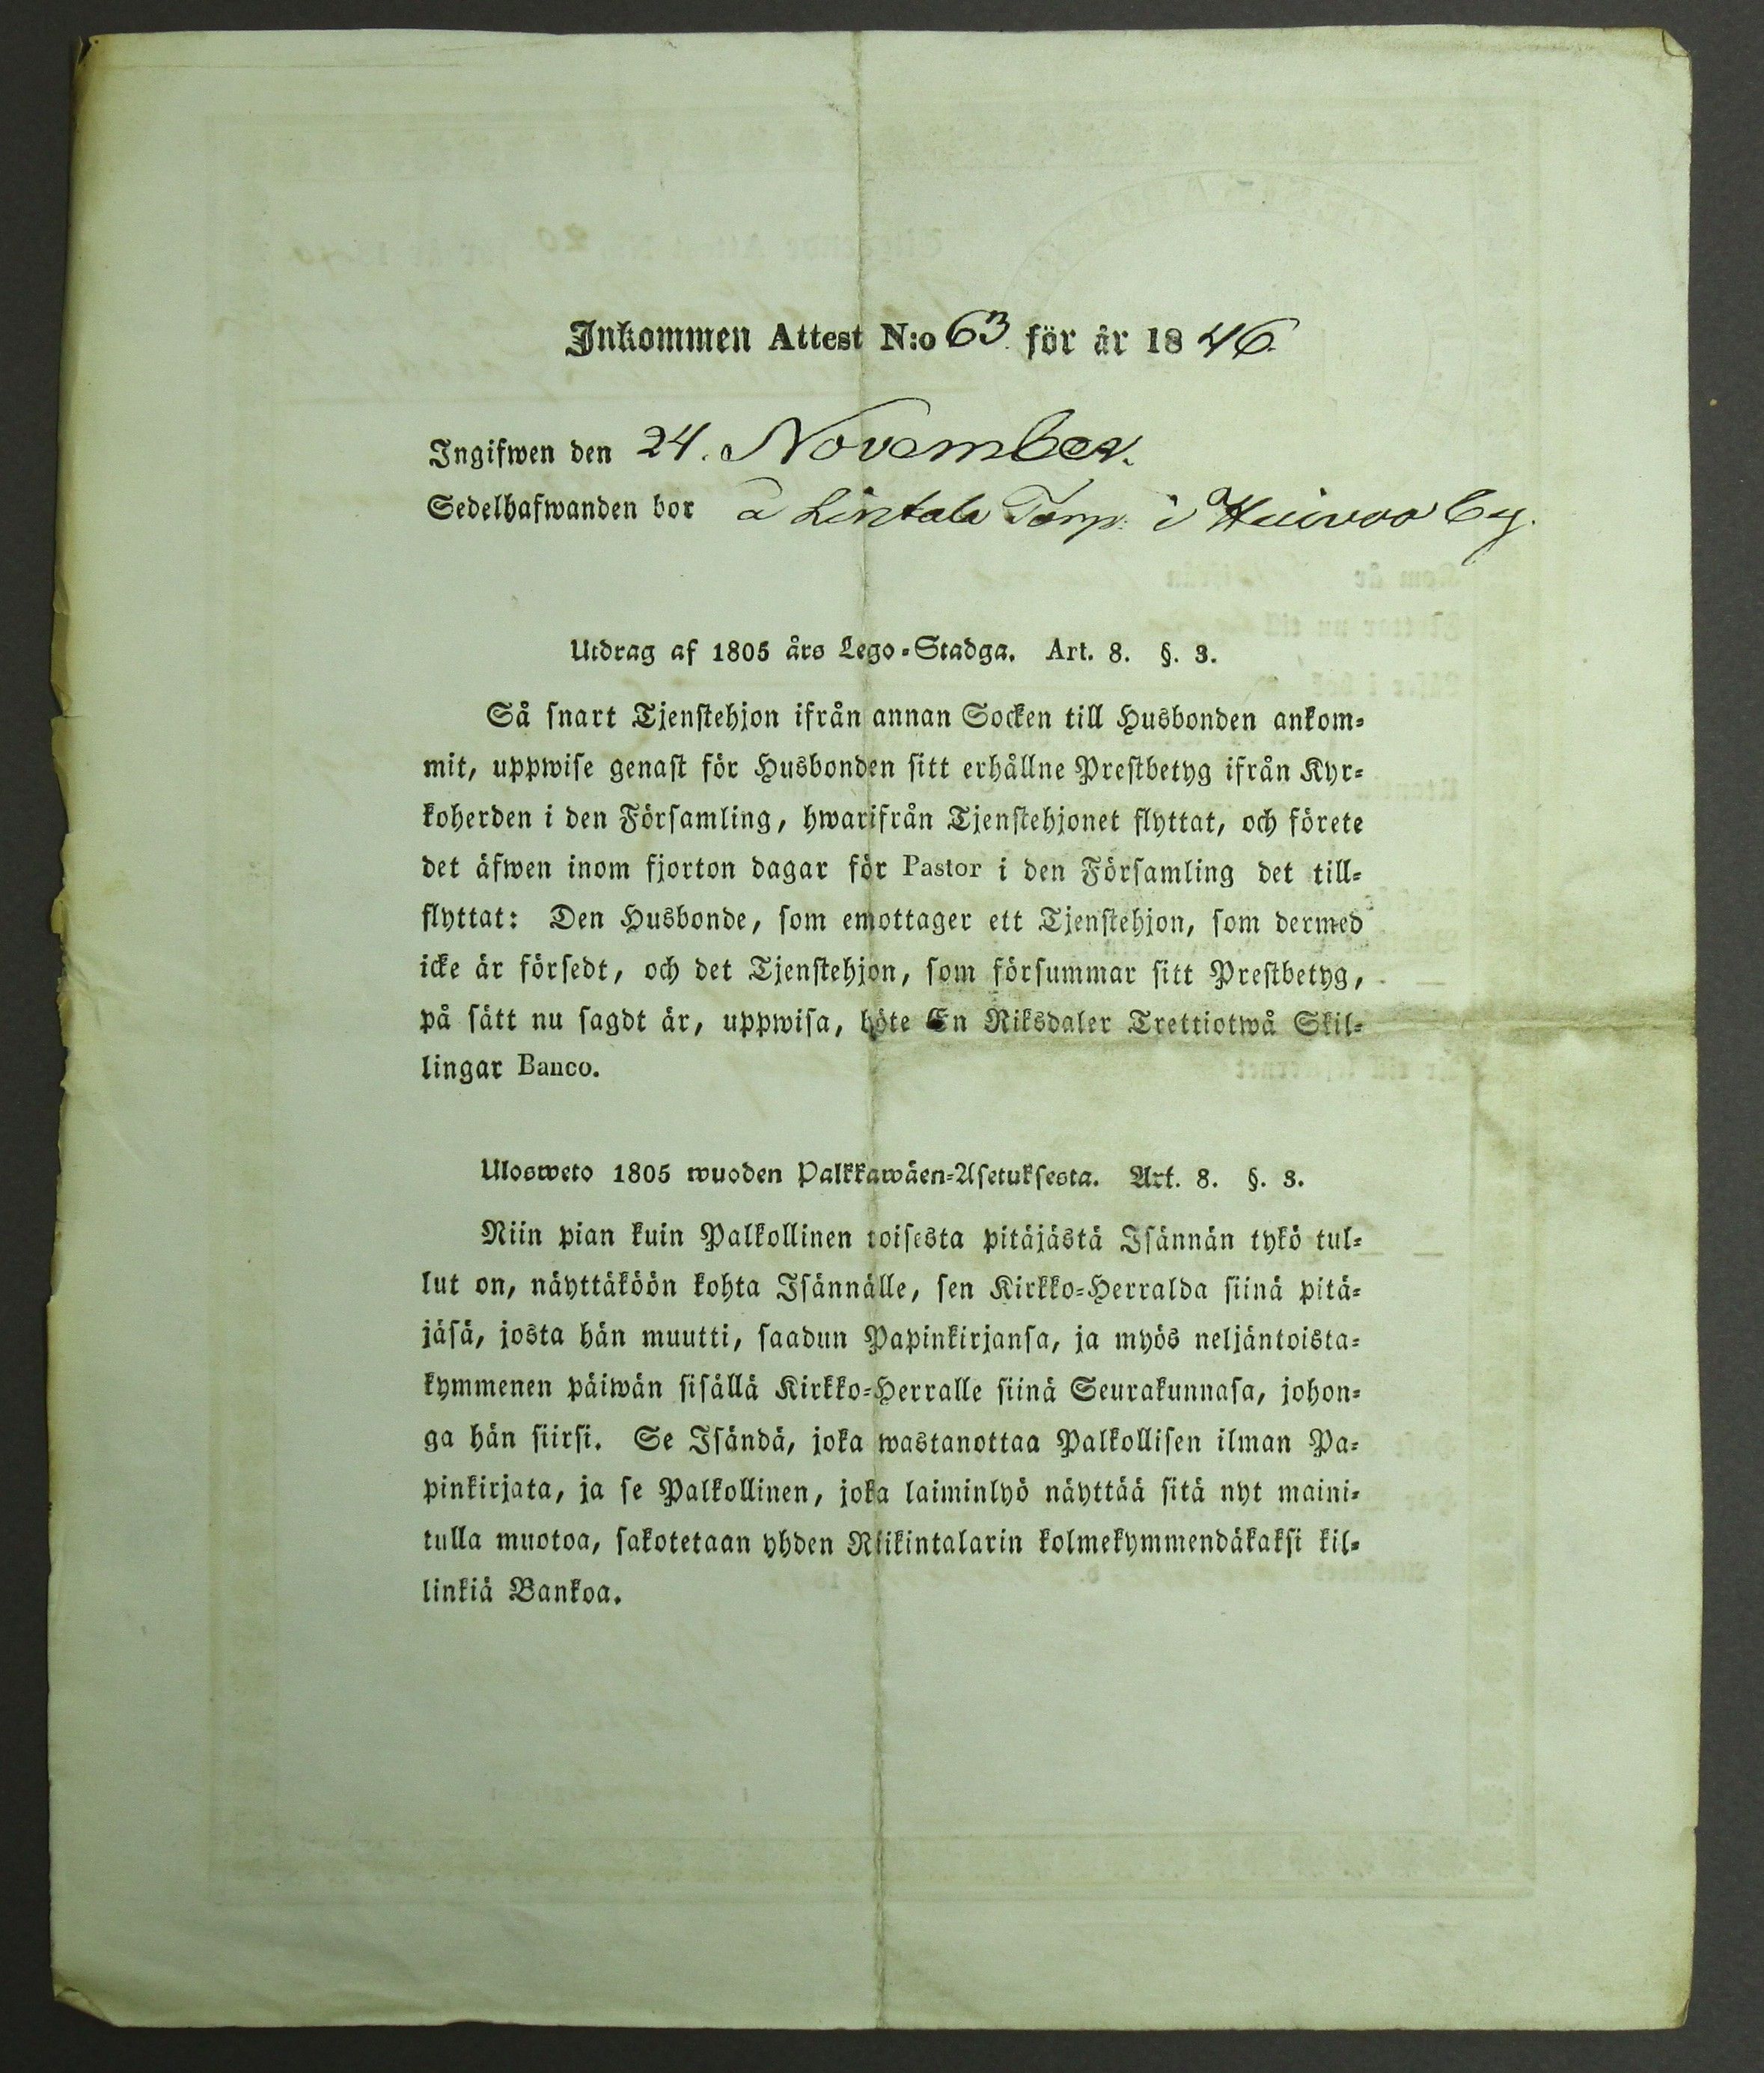 Inkommen Attest N:o 63. för år 1846.
Ingifwen den 24. November.
Sedelhafwanden bor å Lintala Torp. i by.
Utdrag af 1805 års Lego-Stadga. Art. 8. §. 3.
Så snart Tjenstehjon ifrån annan Socken till Husbonden ankom-
mit, uppwise genast för Husbonden sitt erhållne Prestbetyg ifrån Kyr-
koherden i den Församling, hwarifrån Tjenstehjonet flyttat, och förete
det äfwen inom fjorton dagar för Pastor i den Församling det till-
flyttat: Den Husbonde, som emottager ett Tjenstehjon, som dermed
icke är försedt, och det Tjenstehjon, som försummar sitt Prestbetyg,
på sätt nu sagdt är, uppwisa, böte En Riksdaler Trettiotwå Skil-
lingar Banco.
Ulosweto 1805 wuoden Palkkawäen-Asetuksesta. Art. 8. §. 3.
Niin pian kuin Palkollinen toisesta pitäjästä Isännän tykö tul-
lut on, näyttäköön kohta Isännälle, sen Kirkko-Herralda siinä pitä-
jäsä, josta hän muutti, saadun Papinkirjansa, ja myös neljäntoista-
kymmenen päiwän sisällä Kirkko-Herralle siinä Seurakunnasa, johon-
ga hän siirsi. Se Isändä, joka wastanottaa Palkollisen ilman Pa-
pinkirjata, ja se Palkollinen, joka laiminlyö näyttää sitä nyt maini-
tulla muotoa, sakotetaan yhden Riikintalarin kolmekymmendäkaksi kil-
linkiä Bankoa.